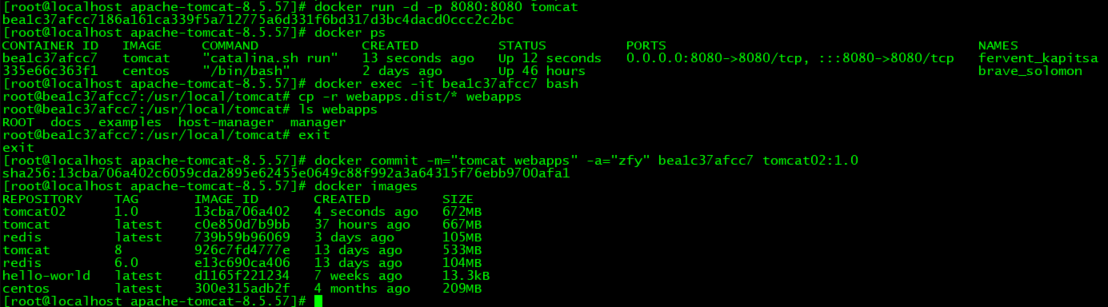 [root@localhost apache-tomcat-8.5.57]# docker run -d -p 8080:8080 tomcat
bea1c37afcc7186a161ca339f5a712775a6d331f6bd317d3bc4dacd0ccc2c2bc
[root@localhost apache-tomcat-8.5.57]# docker ps
CONTAINER ID   IMAGE     COMMAND             CREATED          STATUS          PORTS                                       NAMES
bea1c37afcc7   tomcat    "catalina.sh run"   13 seconds ago   Up 12 seconds   0.0.0.0:8080->8080/tcp, :::8080->8080/tcp   fervent_kapitsa
335e66c363f1   centos    "/bin/bash"         2 days ago       Up 46 hours                                                 brave_solomon
[root@localhost apache-tomcat-8.5.57]# docker exec -it bea1c37afcc7 bash
root@bea1c37afcc7:/usr/local/tomcat# cp -r webapps.dist/* webapps
root@bea1c37afcc7:/usr/local/tomcat# ls webapps
ROOT  docs  examples  host-manager  manager
root@bea1c37afcc7:/usr/local/tomcat# exit
exit
[root@localhost apache-tomcat-8.5.57]# docker commit -m="tomcat webapps" -a="zfy" bea1c37afcc7 tomcat02:1.0
sha256:13cba706a402c6059cda2895e62455e0649c88f992a3a64315f76ebb9700afa1
[root@localhost apache-tomcat-8.5.57]# docker images
REPOSITORY    TAG       IMAGE ID       CREATED         SIZE
tomcat02      1.0       13cba706a402   4 seconds ago   672MB
tomcat        latest    c0e850d7b9bb   37 hours ago    667MB
redis         latest    739b59b96069   3 days ago      105MB
tomcat        8         926c7fd4777e   13 days ago     533MB
redis         6.0       e13c690ca406   13 days ago     104MB
hello-world   latest    d1165f221234   7 weeks ago     13.3kB
centos        latest    300e315adb2f   4 months ago    209MB
[root@localhost apache-tomcat-8.5.57]#